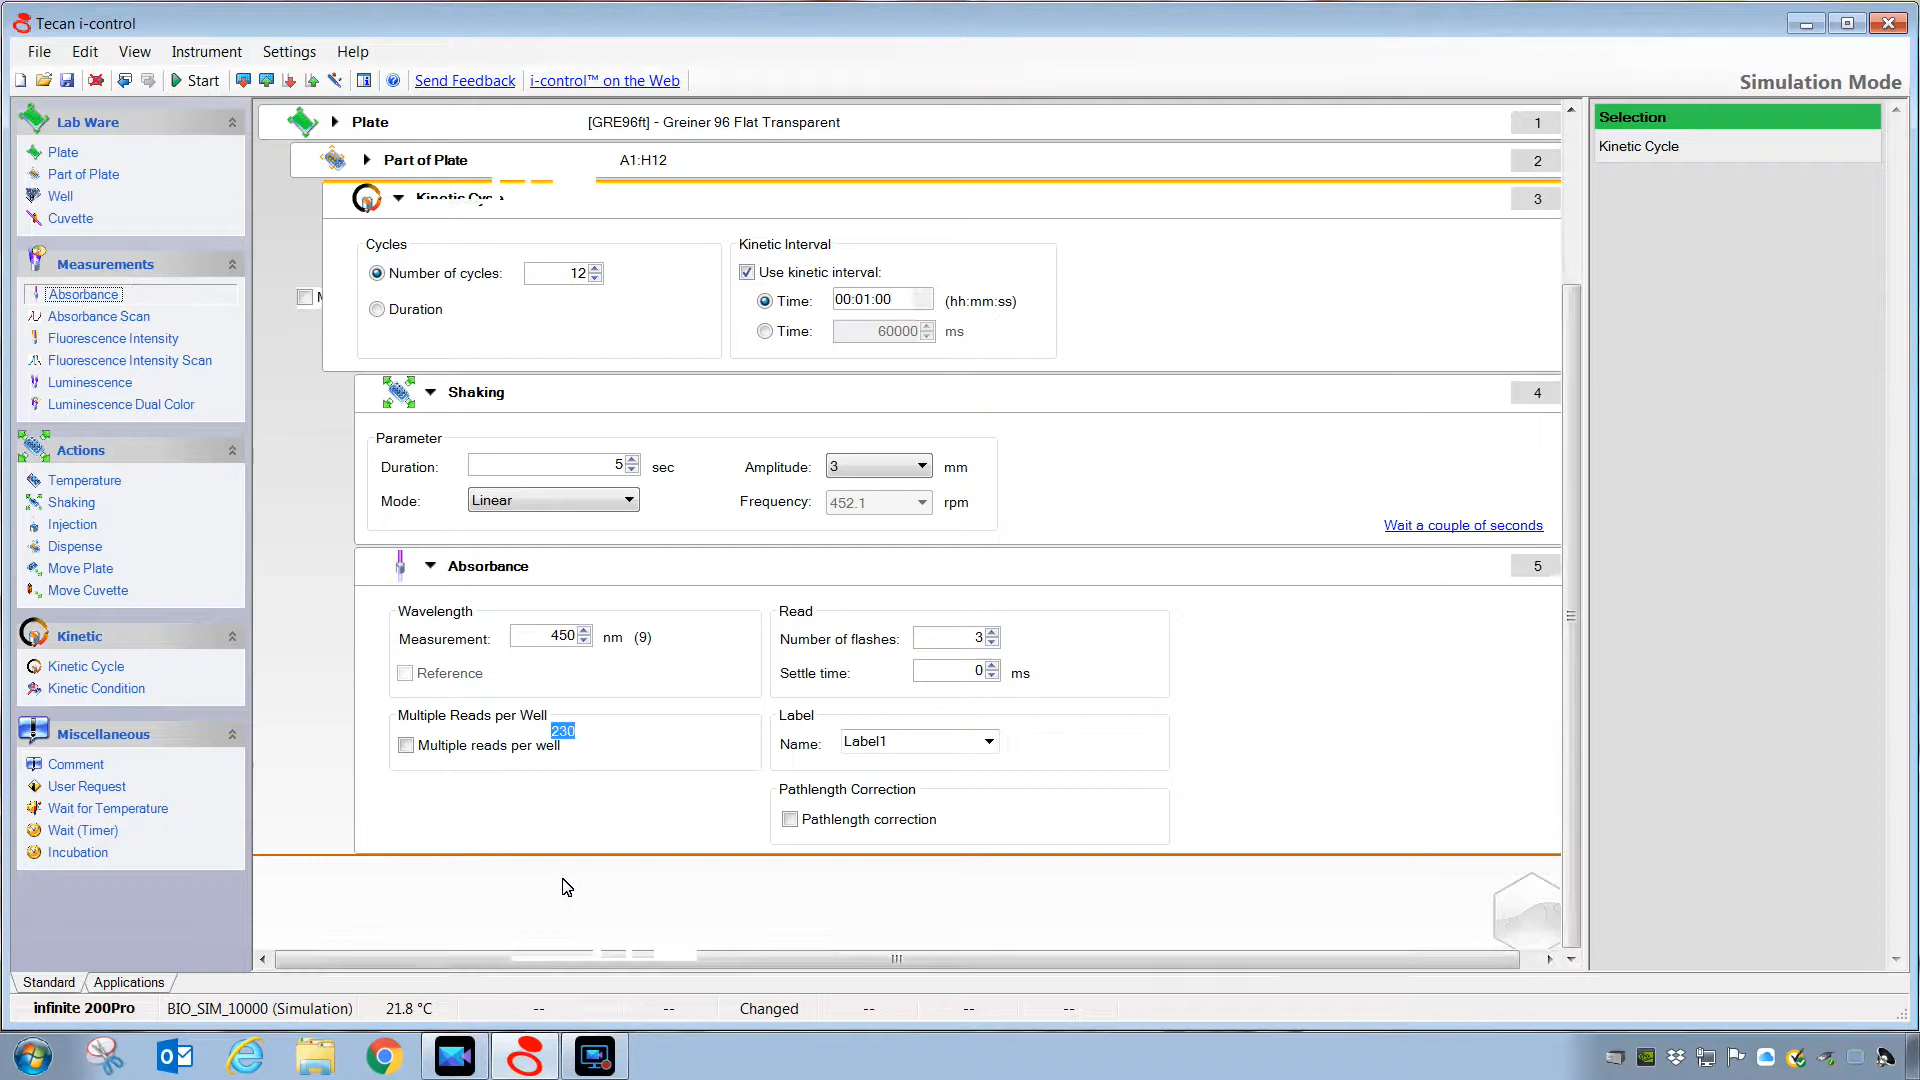 Tecan i-control
File Edit View Instrument Settings Help
Start Send Feedback i-control™ on the Web
Simulation Mode
Lab Ware
Plate
Part of Plate
Well
Cuvette
Measurements
Absorbance
Absorbance Scan
Fluorescence Intensity
Fluorescence Intensity Scan
Luminescence
Luminescence Dual Color
Actions
Temperature
Shaking
Injection
Dispense
Move Plate
Move Cuvette
Kinetic
Kinetic Cycle
Kinetic Condition
Miscellaneous
Comment
User Request
Wait for Temperature
Wait (Timer)
Incubation
Standard Applications
Plate [GRE96ft] - Greiner 96 Flat Transparent 1
Part of Plate A1:H12 2
Kinetic 3
Cycles
Number of cycles: 12
Duration
Kinetic Interval
Use kinetic interval:
Time: 00:01:00 (hh:mm:ss)
Time: 60000 ms
Shaking 4
Parameter
Duration: 5 sec Amplitude: 3 mm
Mode: Linear Frequency: 452.1 rpm
Wait a couple of seconds
Absorbance 5
Wavelength
Measurement: 450 nm (9)
Reference
Read
Number of flashes: 3
Settle time: 0 ms
Multiple Reads per Well
230
Multiple reads per well
Label
Name: Label1
Pathlength Correction
Pathlength correction
Selection
Kinetic Cycle
infinite 200Pro BIO_SIM_10000 (Simulation) 21.8 °C -- -- Changed -- -- --